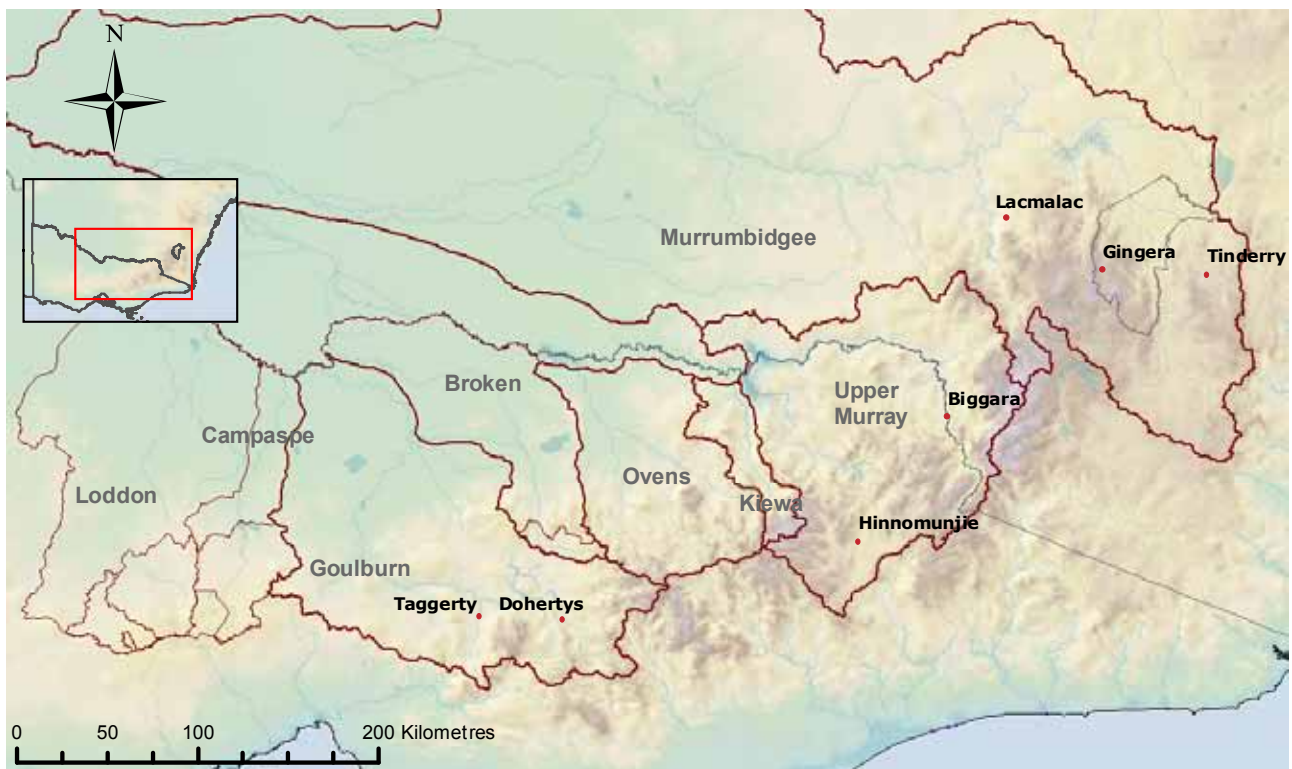 N
Lacmalac
Murrumbidgee
Gingera
Tinderry
Broken
Upper
Murray
Biggara
Campaspe
Ovens
Loddon
Kiewa
Hinnomunjie
Goulburn
Taggerty
Dohertys
0 50 100 200 Kilometres